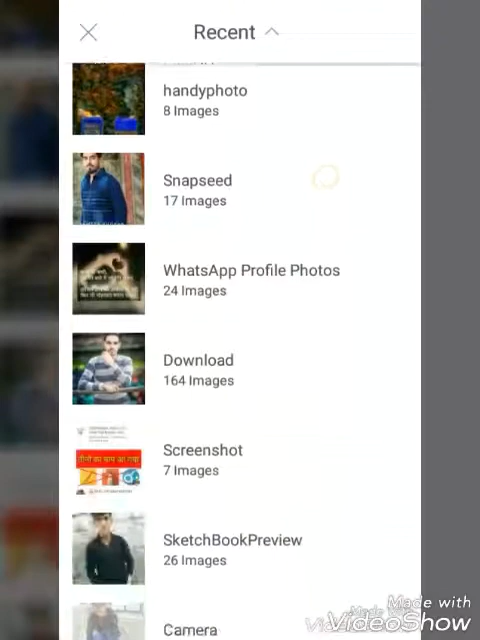 Recent
handyphoto
8 Images
Snapseed
17 Images
WhatsApp Profile Photos
24 Images
Download
164 Images
Screenshot
7 Images
SketchBookPreview
26 Images
Camera
Made with
VideoShow